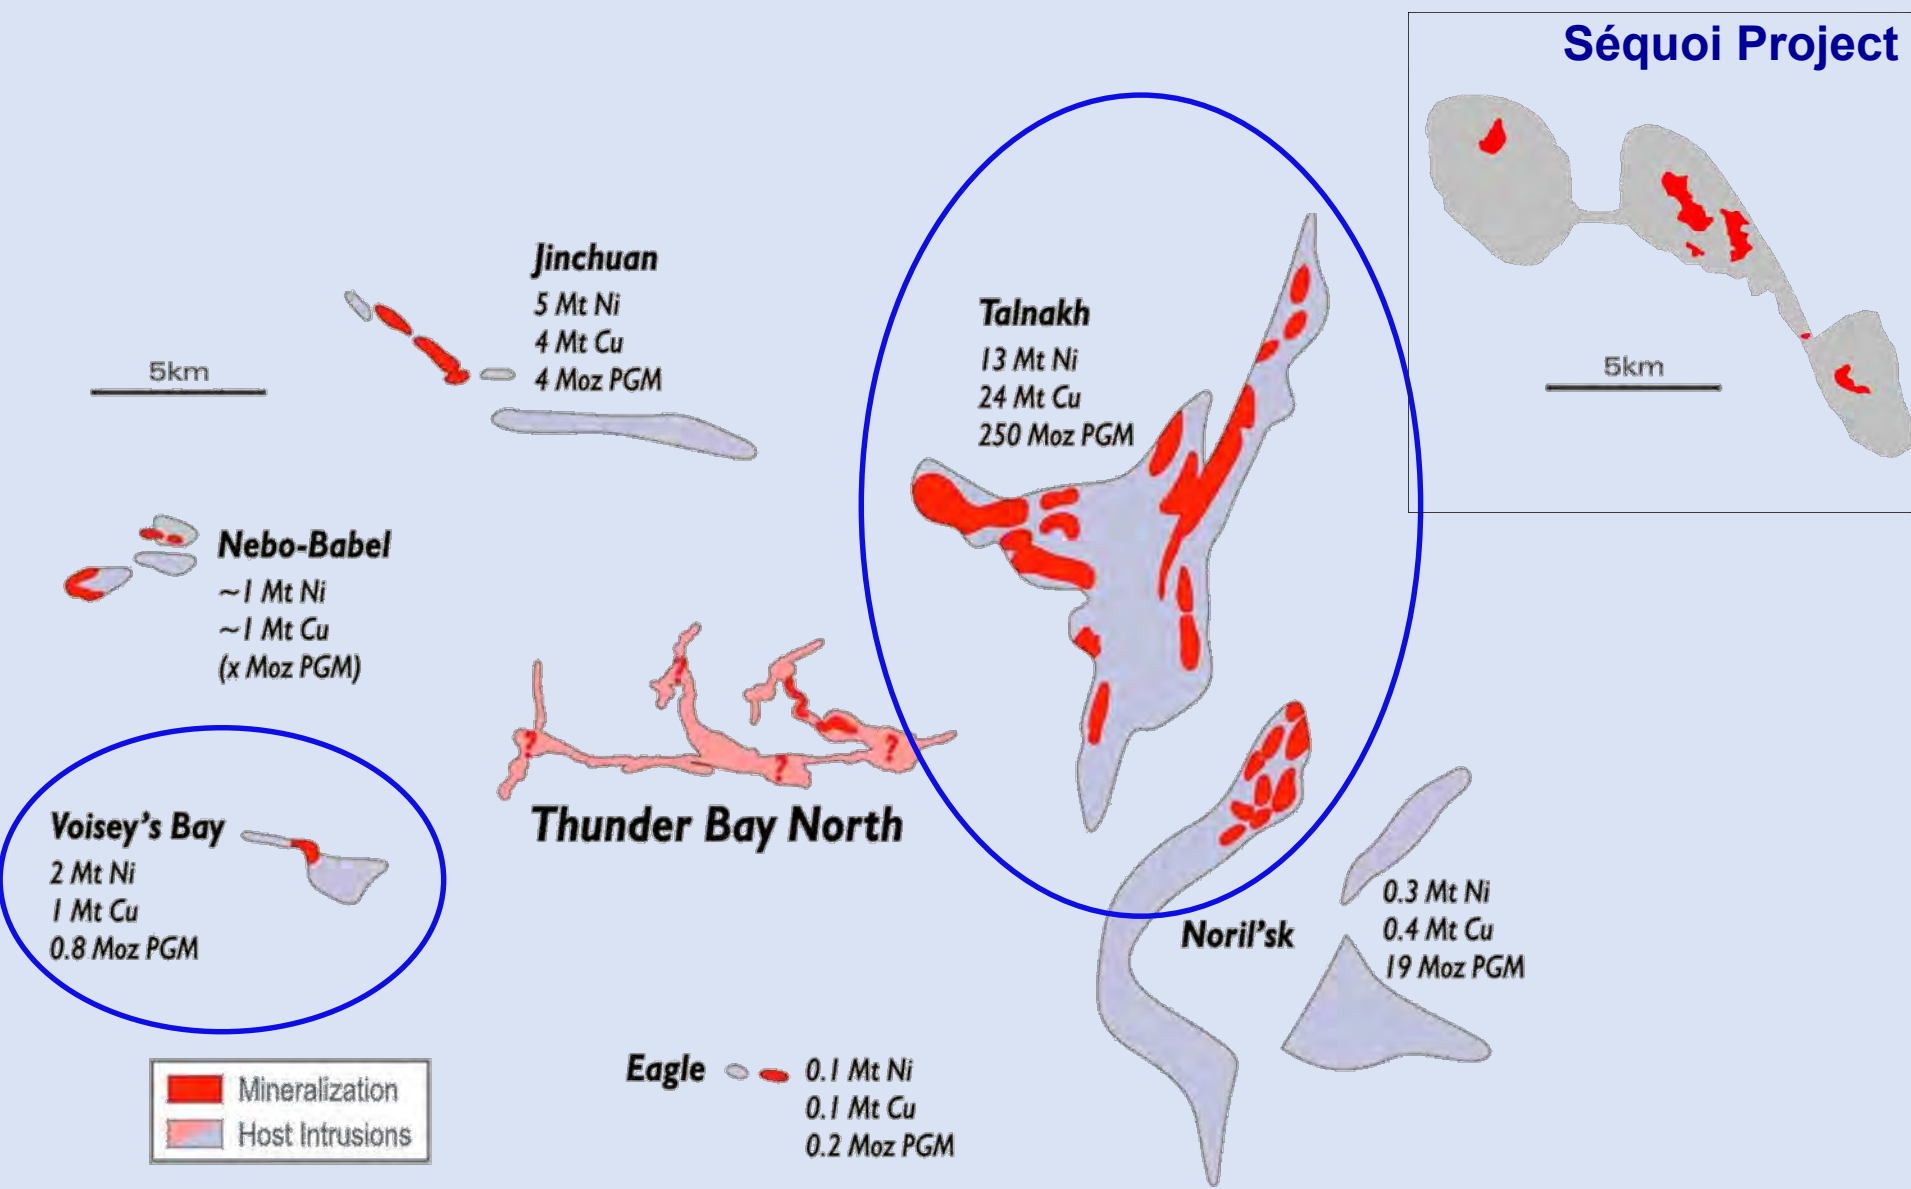 Séquoi Project
Jinchuan
5 Mt Ni
4 Mt Cu
4 Moz PGM
5km
Talnakh
13 Mt Ni
24 Mt Cu
250 Moz PGM
5km
Nebo-Babel
~1 Mt Ni
~1 Mt Cu
(x Moz PGM)
?
?
?
?
Thunder Bay North
Voisey's Bay
2 Mt Ni
1 Mt Cu
0.8 Moz PGM
Noril'sk
0.3 Mt Ni
0.4 Mt Cu
19 Moz PGM
Eagle
0.1 Mt Ni
0.1 Mt Cu
0.2 Moz PGM
Mineralization
Host Intrusions